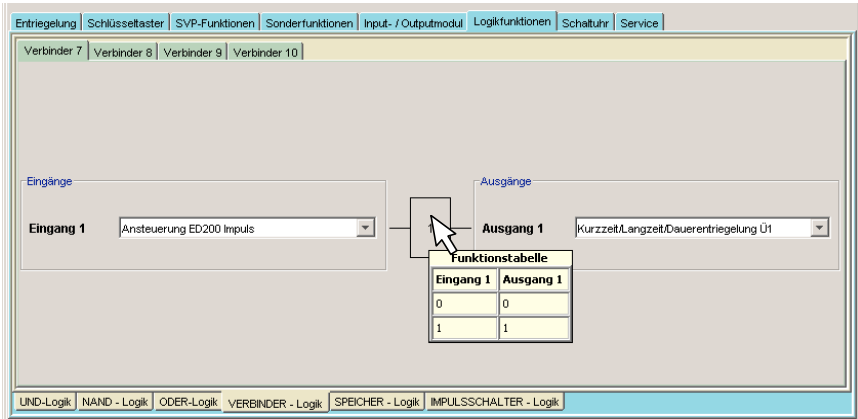 Entriegelung Schlüsseltaster SVP-Funktionen Sonderfunktionen Input- / Outputmodul Logikfunktionen Schaltuhr Service
Verbinder 7 Verbinder 8 Verbinder 9 Verbinder 10
Eingänge Ausgänge
Eingang 1 Ansteuerung ED200 Impuls 1 Ausgang 1 Kurzzeit/Langzeit/Dauerentriegelung Ü1
Funktionstabelle
Eingang 1 Ausgang 1
0 0
1 1
UND-Logik NAND - Logik ODER-Logik VERBINDER - Logik SPEICHER - Logik IMPULSSCHALTER - Logik